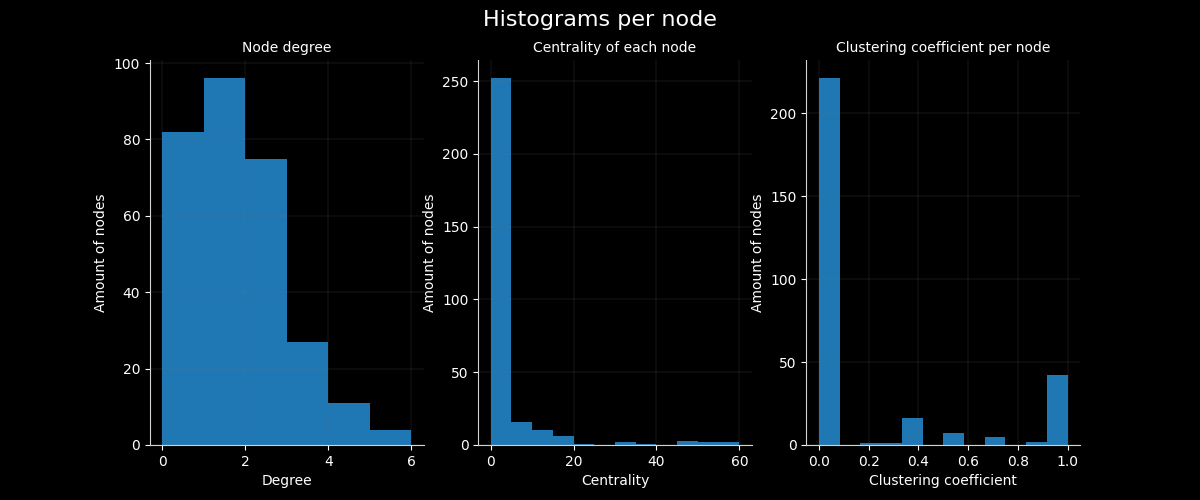 Histograms per node
Node degree
Amount of nodes
100
80
60
40
20
0
0 2 4 6
Degree
Centrality of each node
Amount of nodes
250
200
150
100
50
0
0 20 40 60
Centrality
Clustering coefficient per node
Amount of nodes
200
150
100
50
0
0.0 0.2 0.4 0.6 0.8 1.0
Clustering coefficient